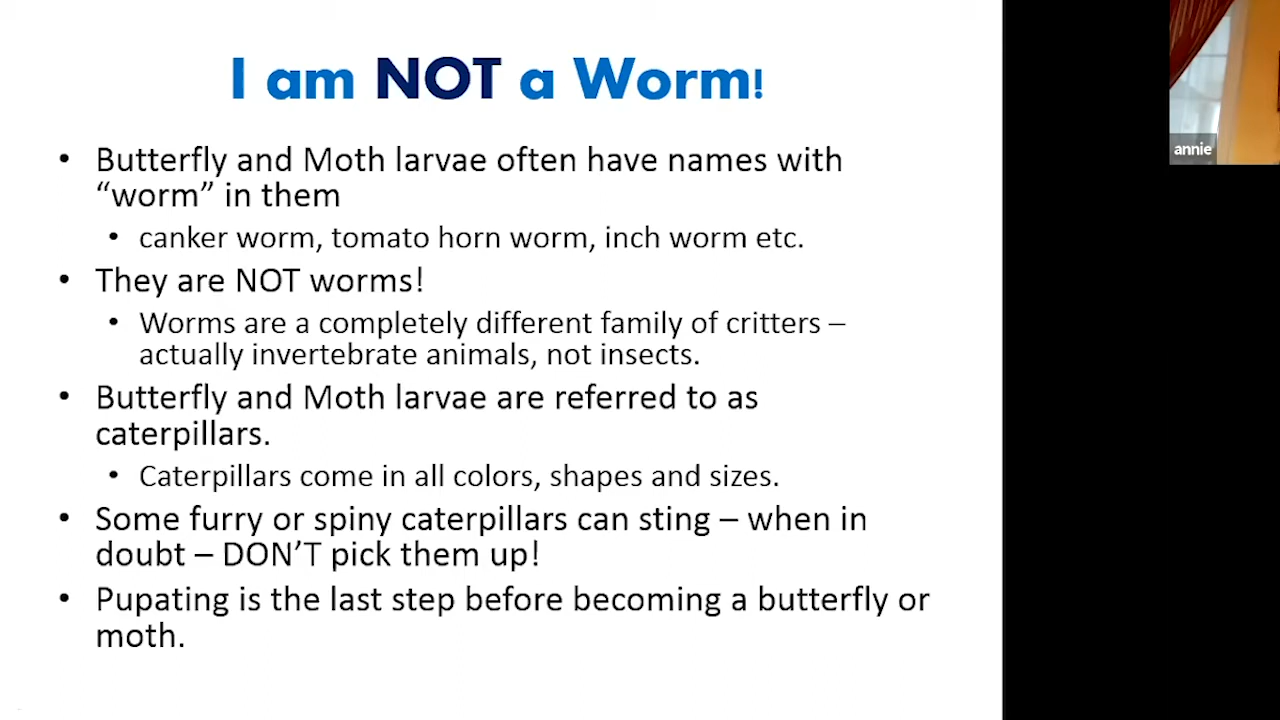 I am NOT a Worm!
• Butterfly and Moth larvae often have names with
“worm” in them
• canker worm, tomato horn worm, inch worm etc.
• They are NOT worms!
• Worms are a completely different family of critters –
actually invertebrate animals, not insects.
• Butterfly and Moth larvae are referred to as
caterpillars.
• Caterpillars come in all colors, shapes and sizes.
• Some furry or spiny caterpillars can sting – when in
doubt – DON’T pick them up!
• Pupating is the last step before becoming a butterfly or
moth.
annie